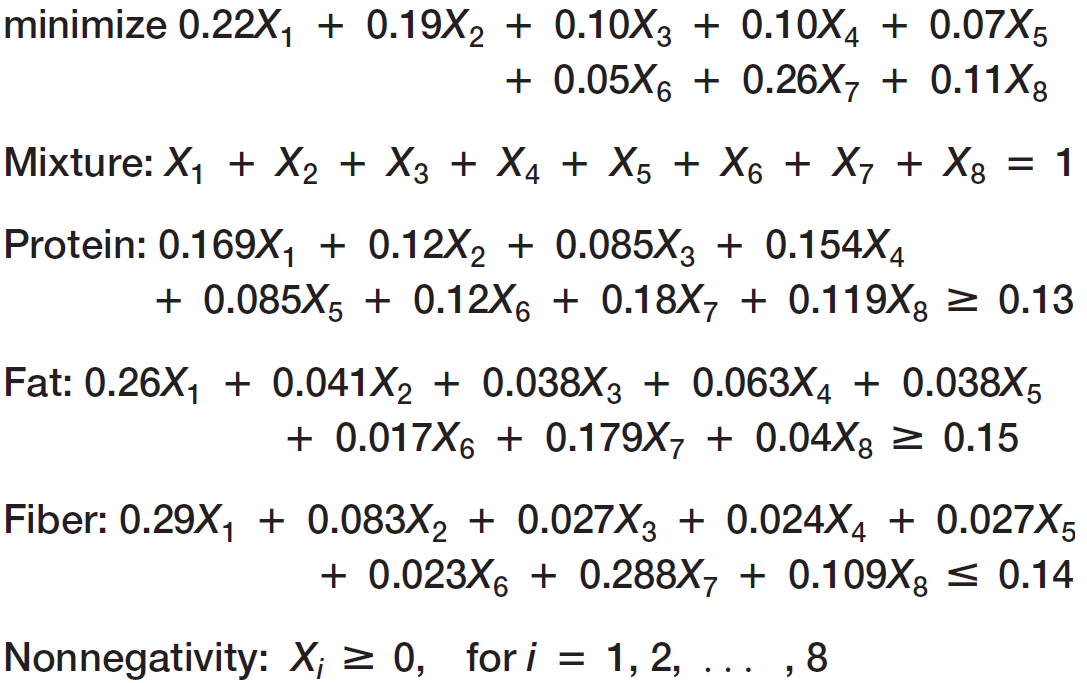 minimize 0.22X₁ + 0.19X₂ + 0.10X₃ + 0.10X₄ + 0.07X₅
+ 0.05X₆ + 0.26X₇ + 0.11X₈
Mixture: X₁ + X₂ + X₃ + X₄ + X₅ + X₆ + X₇ + X₈ = 1
Protein: 0.169X₁ + 0.12X₂ + 0.085X₃ + 0.154X₄
+ 0.085X₅ + 0.12X₆ + 0.18X₇ + 0.119X₈ ≥ 0.13
Fat: 0.26X₁ + 0.041X₂ + 0.038X₃ + 0.063X₄ + 0.038X₅
+ 0.017X₆ + 0.179X₇ + 0.04X₈ ≥ 0.15
Fiber: 0.29X₁ + 0.083X₂ + 0.027X₃ + 0.024X₄ + 0.027X₅
+ 0.023X₆ + 0.288X₇ + 0.109X₈ ≤ 0.14
Nonnegativity: Xᵢ ≥ 0, for i = 1, 2, ... , 8